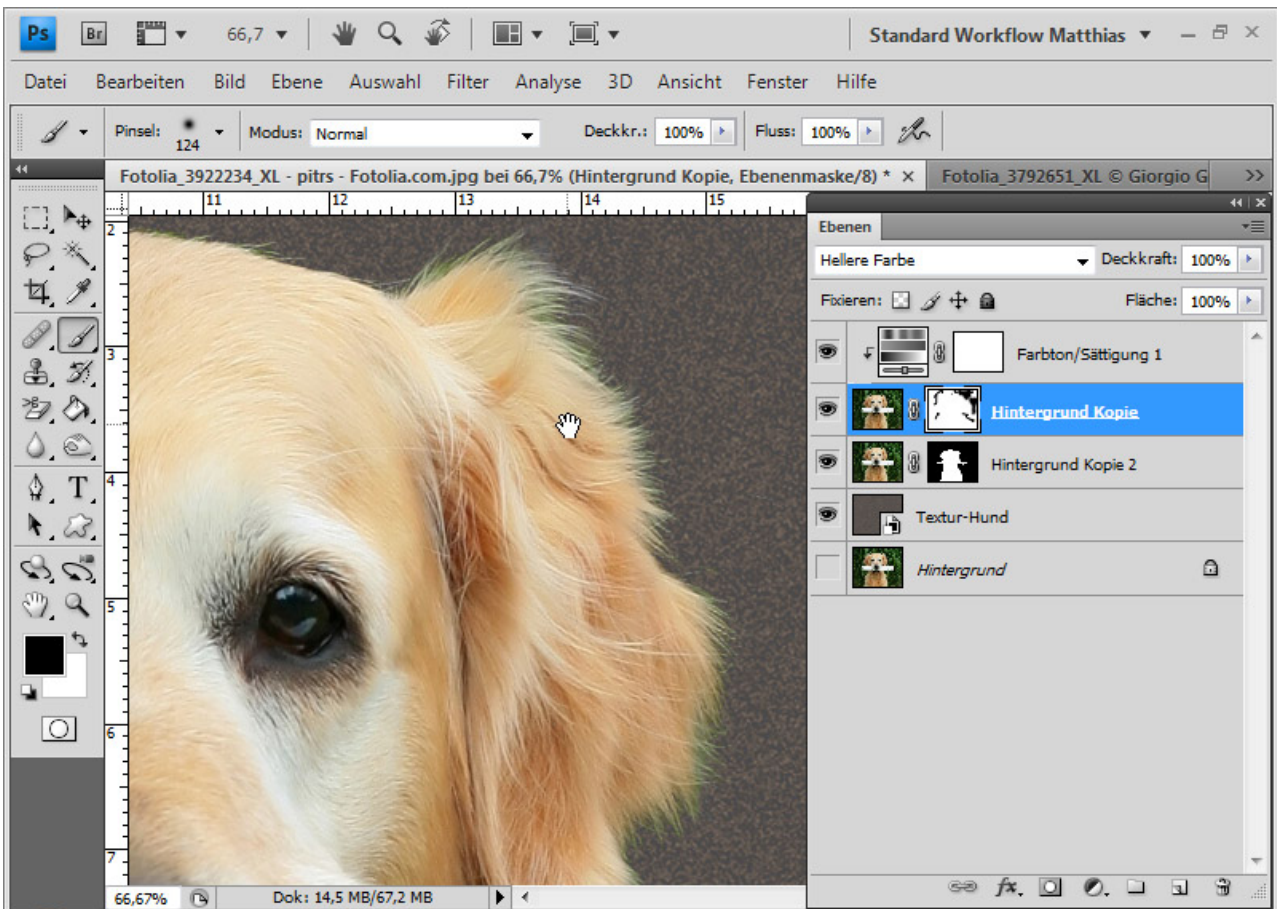 Ps Br 66,7 Standard Workflow Matthias
Datei Bearbeiten Bild Ebene Auswahl Filter Analyse 3D Ansicht Fenster Hilfe
Pinsel: 124 Modus: Normal Deckkr.: 100% Fluss: 100%
Fotolia_3922234_XL - pitrs - Fotolia.com.jpg bei 66,7% (Hintergrund Kopie, Ebenenmaske/8) * × Fotolia_3792651_XL © Giorgio G
11 12 13 14 15
2
3
4
5
6
7
T
Ebenen
Hellere Farbe Deckkraft: 100%
Fixieren: Fläche: 100%
Farbton/Sättigung 1
Hintergrund Kopie
Hintergrund Kopie 2
Textur-Hund
Hintergrund
fx.
66,67% Dok: 14,5 MB/67,2 MB